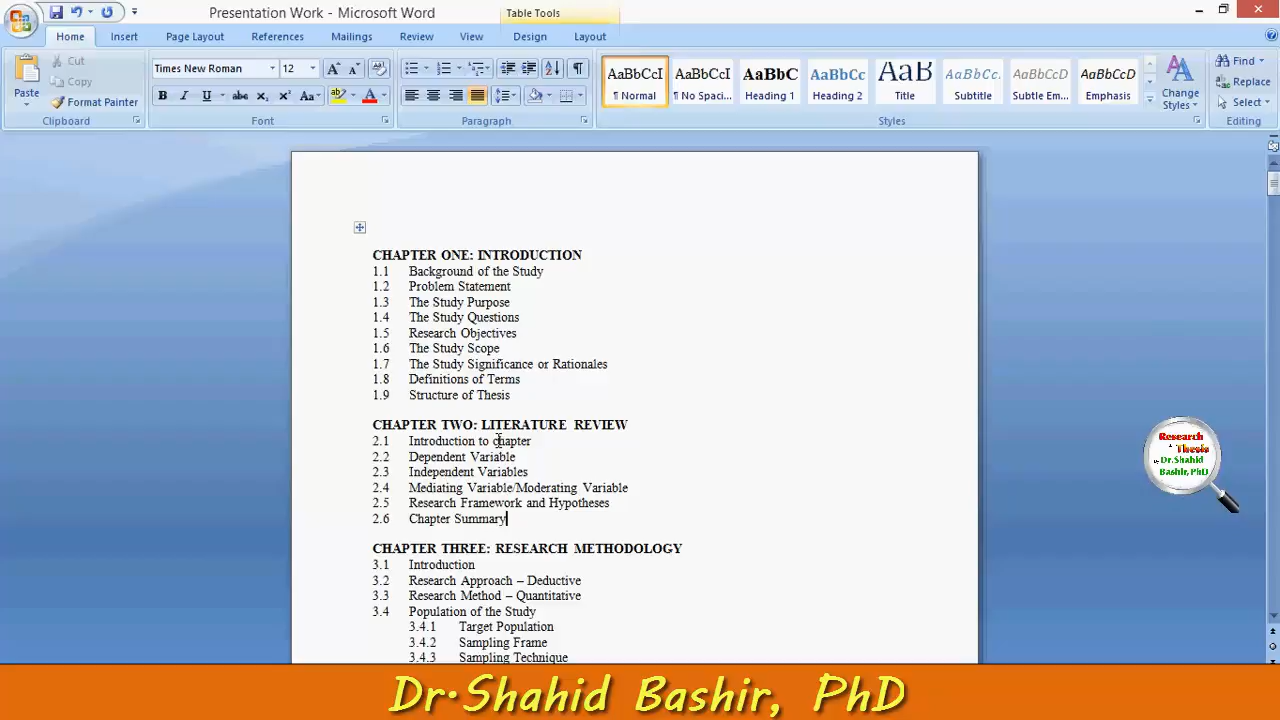 Presentation Work - Microsoft Word
Table Tools
Home Insert Page Layout References Mailings Review View Design Layout
Paste
Cut
Copy
Format Painter
Clipboard
Times New Roman 12
B I U abc x₂ x² Aa
Font
Paragraph
AaBbCcI AaBbCcI AaBbC AaBbCc AaB AaBbCc. AaBbCcD AaBbCcD
¶ Normal ¶ No Spaci... Heading 1 Heading 2 Title Subtitle Subtle Em... Emphasis
Change Styles
Styles
Find
Replace
Select
Editing
CHAPTER ONE: INTRODUCTION
1.1 Background of the Study
1.2 Problem Statement
1.3 The Study Purpose
1.4 The Study Questions
1.5 Research Objectives
1.6 The Study Scope
1.7 The Study Significance or Rationales
1.8 Definitions of Terms
1.9 Structure of Thesis
CHAPTER TWO: LITERATURE REVIEW
2.1 Introduction to chapter
2.2 Dependent Variable
2.3 Independent Variables
2.4 Mediating Variable/Moderating Variable
2.5 Research Framework and Hypotheses
2.6 Chapter Summary
CHAPTER THREE: RESEARCH METHODOLOGY
3.1 Introduction
3.2 Research Approach – Deductive
3.3 Research Method – Quantitative
3.4 Population of the Study
3.4.1 Target Population
3.4.2 Sampling Frame
3.4.3 Sampling Technique
Research
Thesis
Dr.Shahid
Bashir, PhD
Dr.Shahid Bashir, PhD